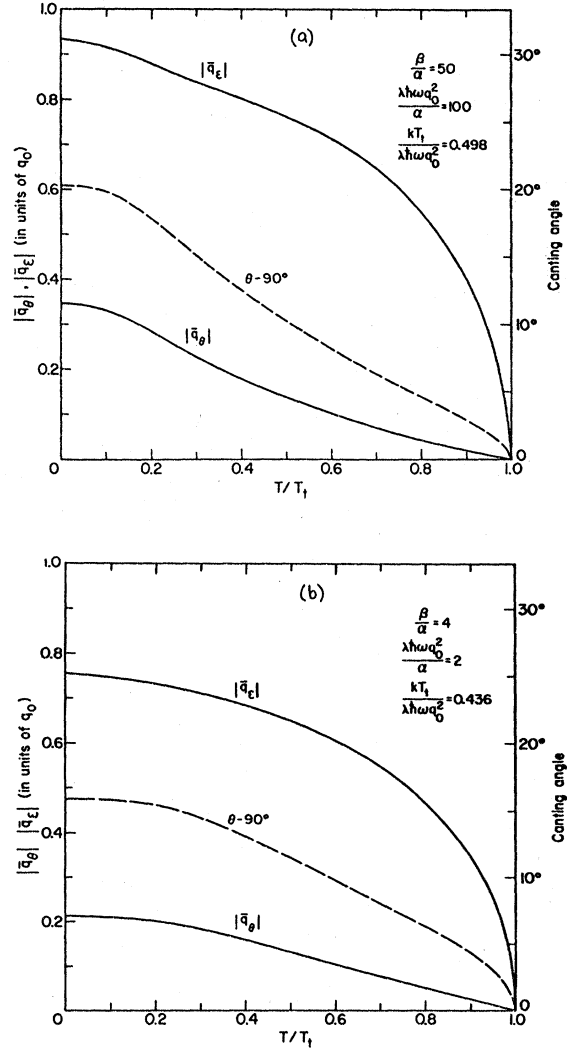 (a)
|q̄ε|
β/α = 50
λħωq₀²/α = 100
kTₜ/λħωq₀² = 0.498
θ-90°
|q̄θ|
1.0
0.8
0.6
0.4
0.2
0
0.2
0.4
0.6
0.8
1.0
30°
20°
10°
0
|q̄θ|, |q̄ε| (in units of q₀)
Canting angle
T/Tₜ
(b)
|q̄ε|
β/α = 4
λħωq₀²/α = 2
kTₜ/λħωq₀² = 0.436
θ-90°
|q̄θ|
1.0
0.8
0.6
0.4
0.2
0
0.2
0.4
0.6
0.8
1.0
30°
20°
10°
0
|q̄θ| |q̄ε| (in units of q₀)
Canting angle
T/Tₜ